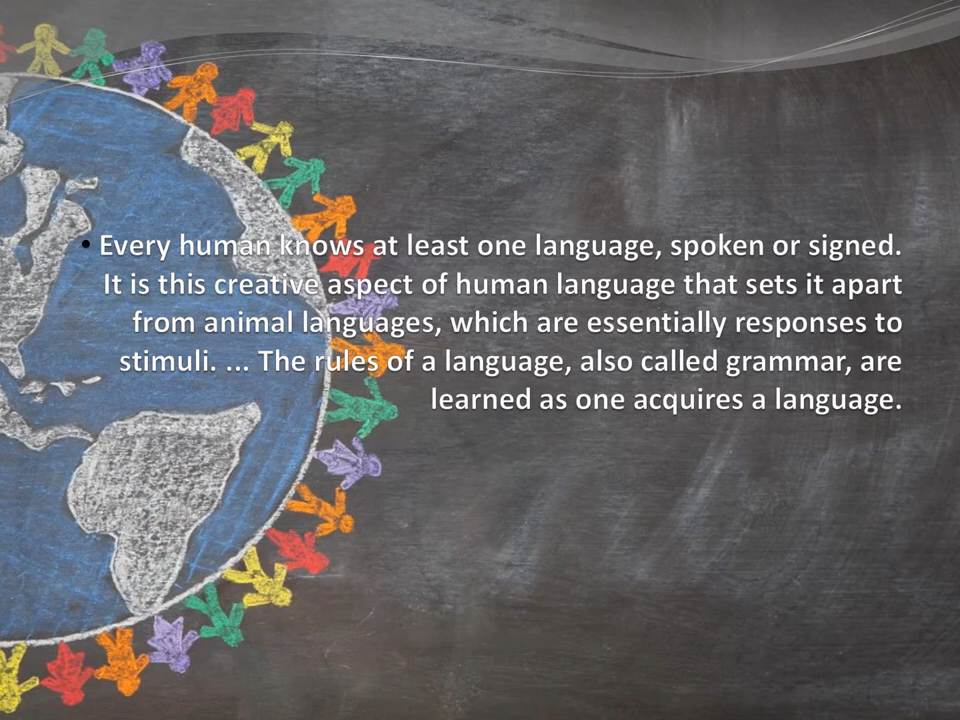 • Every human knows at least one language, spoken or signed.
It is this creative aspect of human language that sets it apart
from animal languages, which are essentially responses to
stimuli. ... The rules of a language, also called grammar, are
learned as one acquires a language.